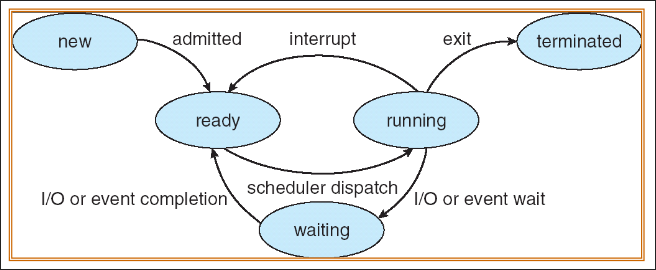 new
admitted
interrupt
exit
terminated
ready
running
I/O or event completion
scheduler dispatch
I/O or event wait
waiting